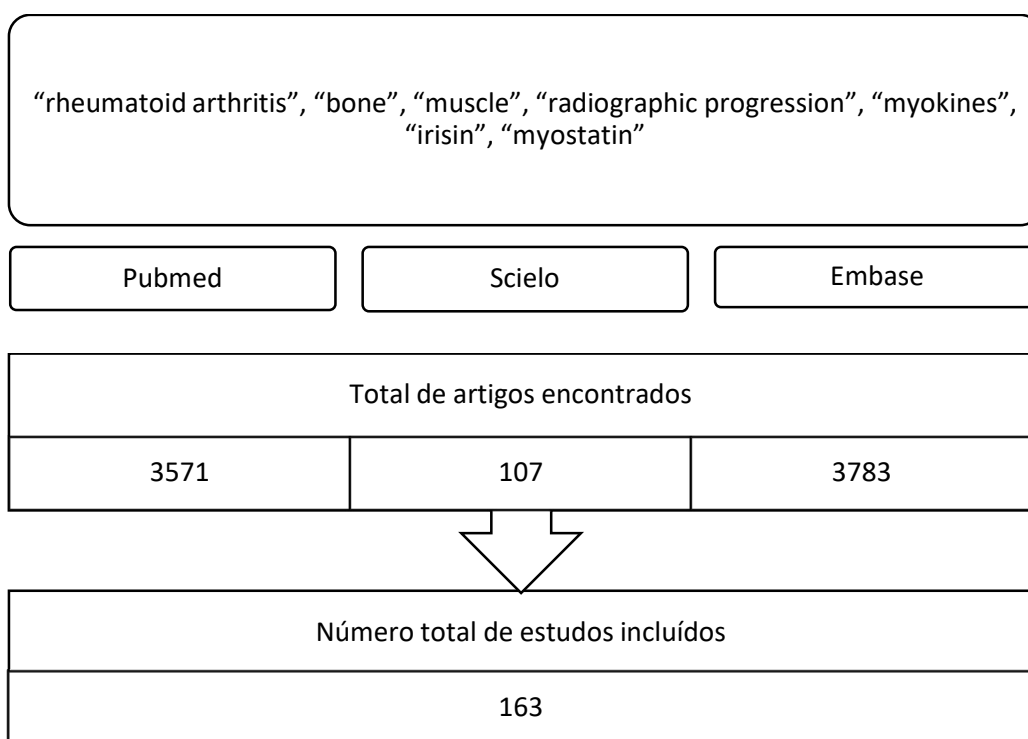 “rheumatoid arthritis”, “bone”, “muscle”, “radiographic progression”, “myokines”,
“irisin”, “myostatin”
Pubmed
Scielo
Embase
Total de artigos encontrados
3571
107
3783
Número total de estudos incluídos
163